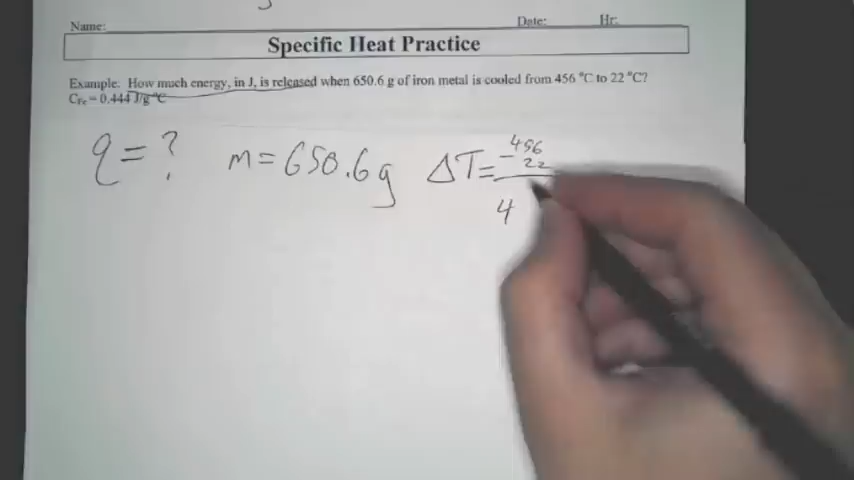 Name: Date: Hr:
Specific Heat Practice
Example: How much energy, in J, is released when 650.6 g of iron metal is cooled from 456 °C to 22 °C?
CFe = 0.444 J/g °C
q = ? m = 650.6g ΔT = 456
- 22
4